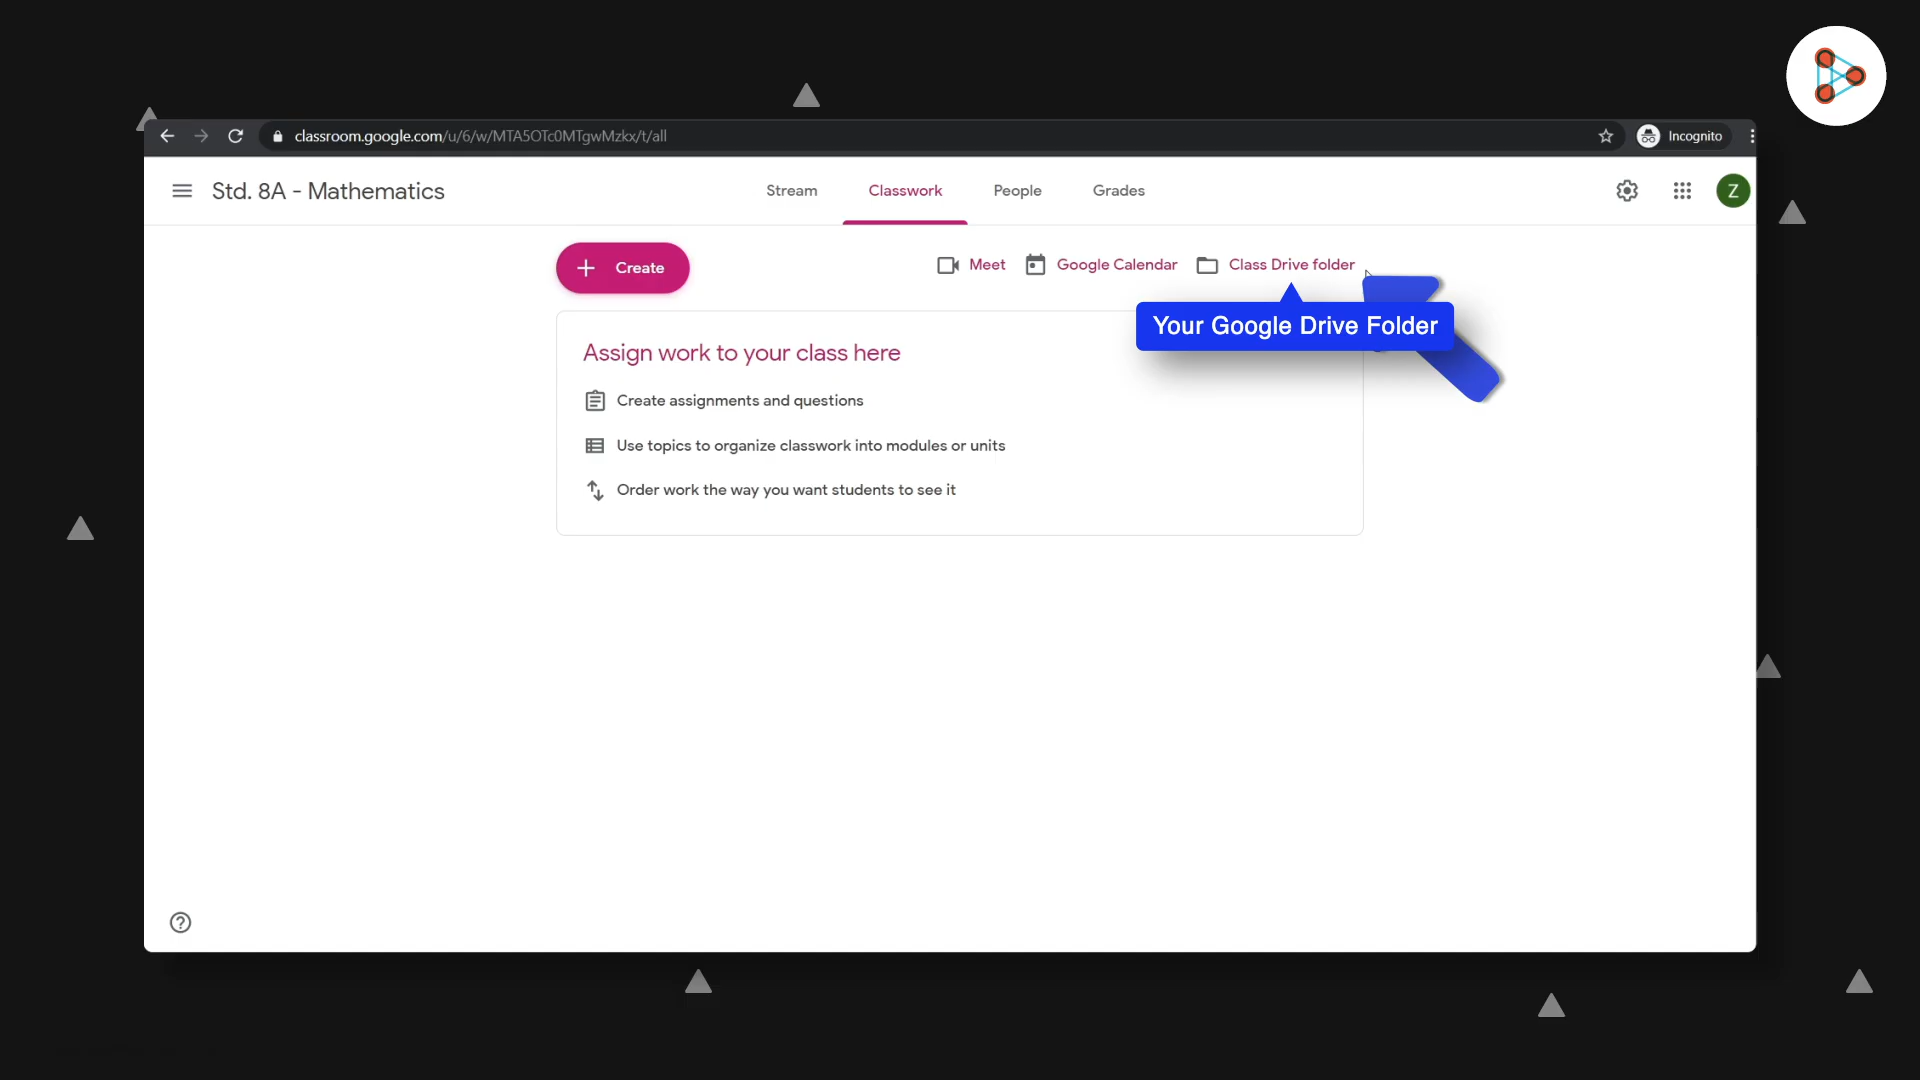 classroom.google.com/u/6/w/MTA5OTc0MTgwMzkx/t/all
Incognito
Std. 8A - Mathematics
Stream
Classwork
People
Grades
Z
Create
Meet
Google Calendar
Class Drive folder
Your Google Drive Folder
Assign work to your class here
Create assignments and questions
Use topics to organize classwork into modules or units
Order work the way you want students to see it